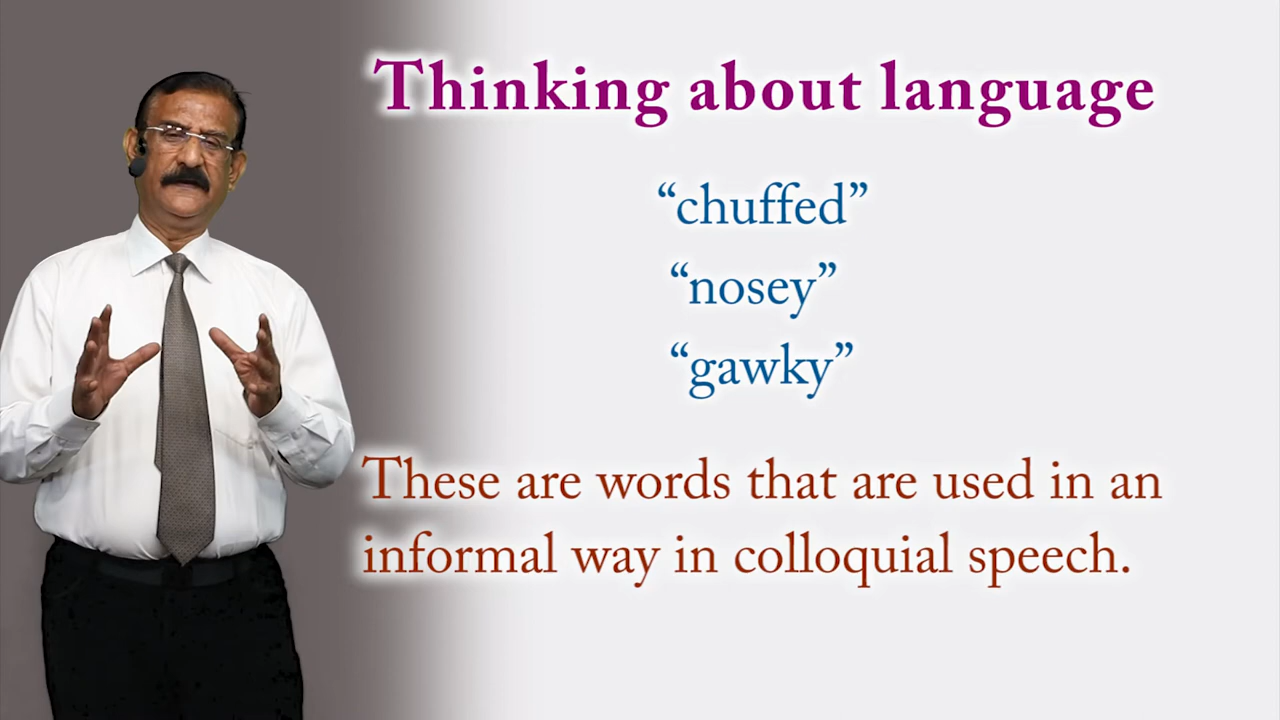 Thinking about language
“chuffed”
“nosey”
“gawky”
These are words that are used in an
informal way in colloquial speech.